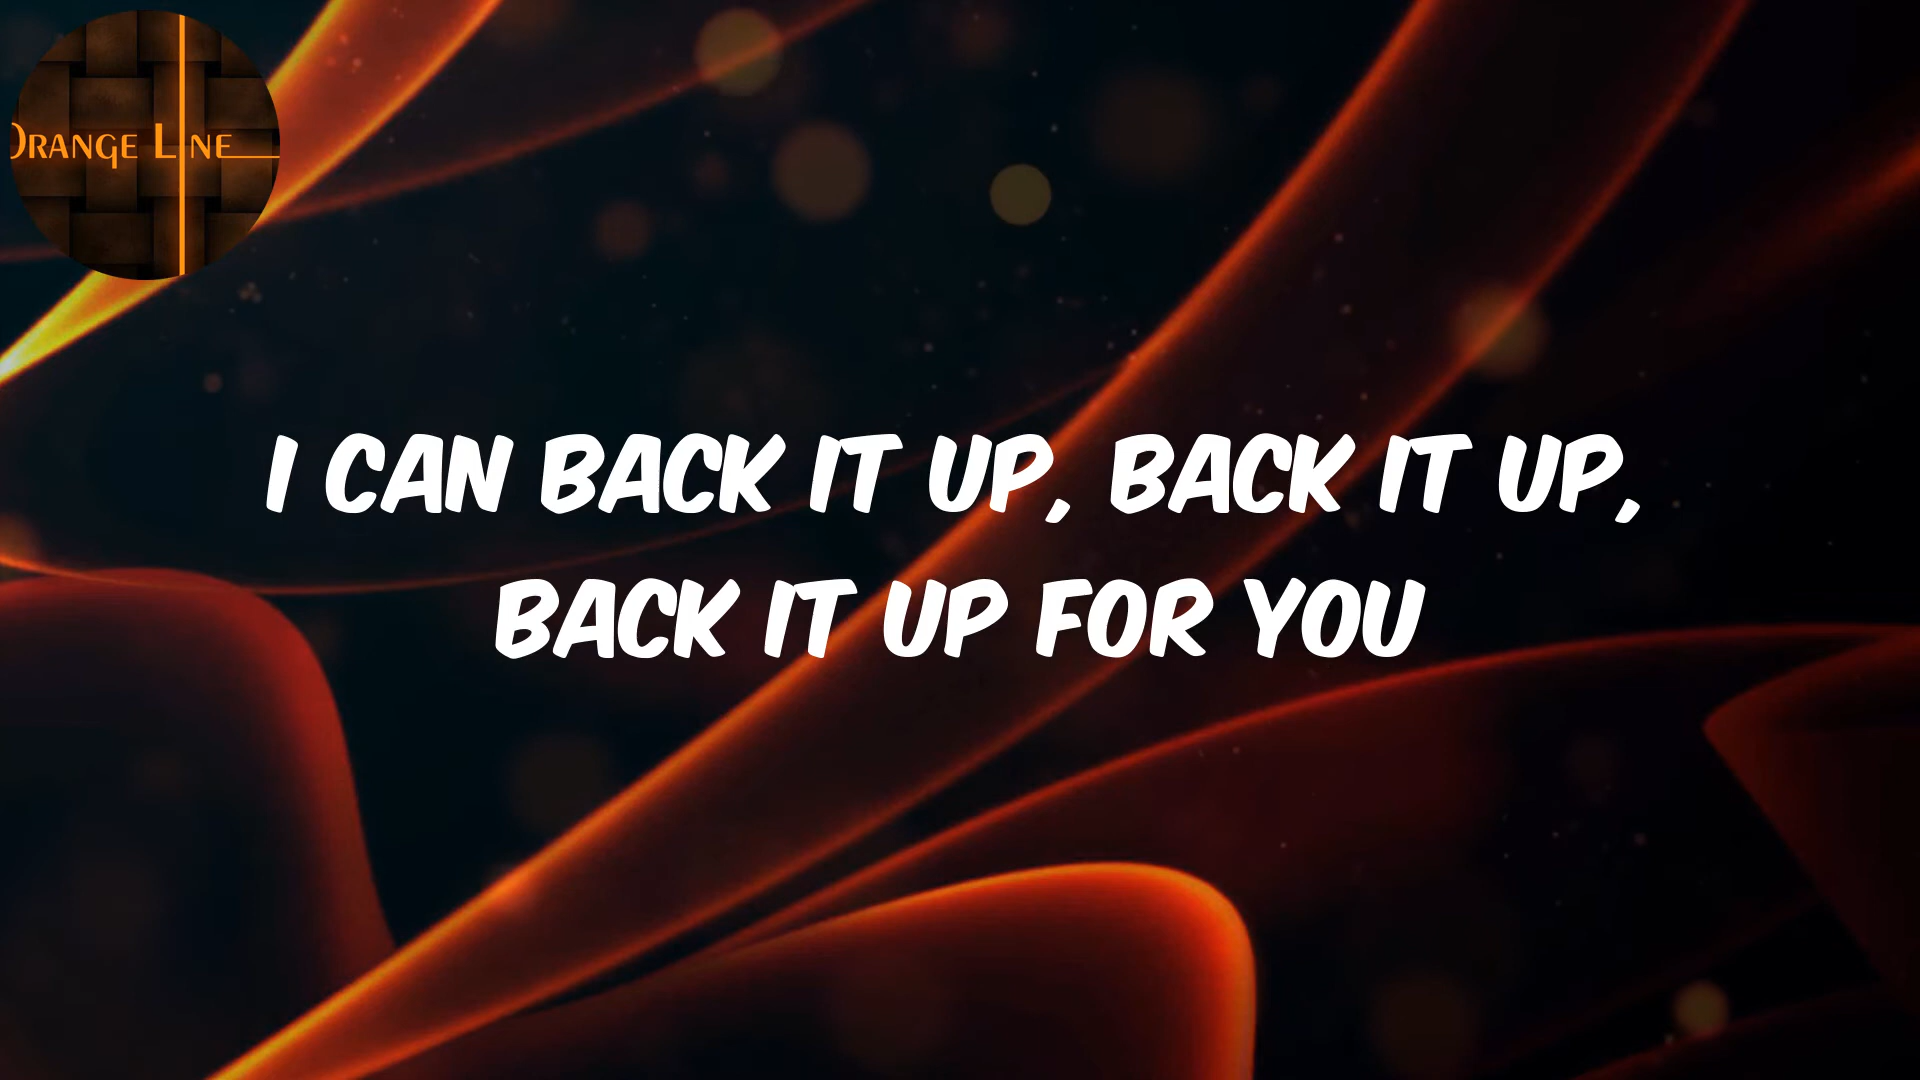 ORANGE LINE
I CAN BACK IT UP, BACK IT UP,
BACK IT UP FOR YOU